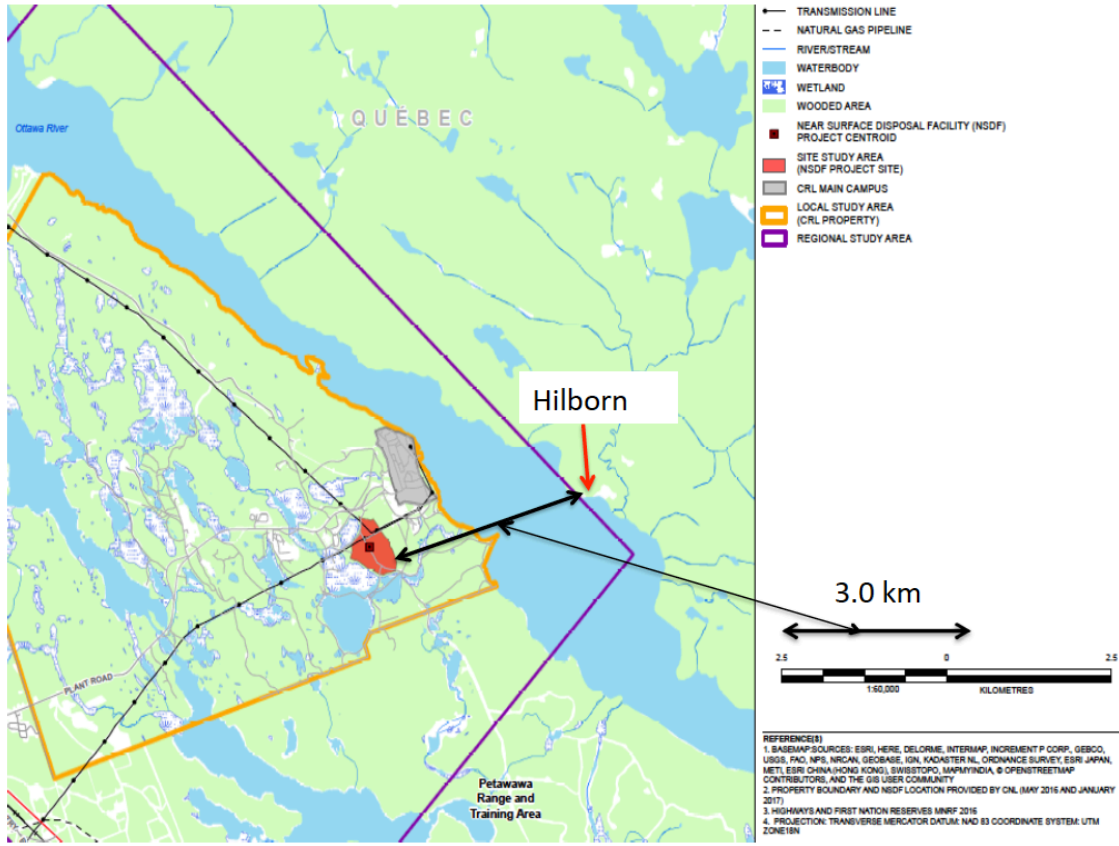 Ottawa River
QUÉBEC
Hilborn
PLANT ROAD
Petawawa
Range and
Training Area
TRANSMISSION LINE
NATURAL GAS PIPELINE
RIVER/STREAM
WATERBODY
WETLAND
WOODED AREA
NEAR SURFACE DISPOSAL FACILITY (NSDF)
PROJECT CENTROID
SITE STUDY AREA
(NSDF PROJECT SITE)
CRL MAIN CAMPUS
LOCAL STUDY AREA
(CRL PROPERTY)
REGIONAL STUDY AREA
3.0 km
2.5 0 2.5
1:60,000 KILOMETRES
REFERENCE(S)
1. BASEMAP SOURCES: ESRI, HERE, DELORME, INTERMAP, INCREMENT P CORP., GEBCO,
USGS, FAO, NPS, NRCAN, GEOBASE, IGN, KADASTER NL, ORDNANCE SURVEY, ESRI JAPAN,
METI, ESRI CHINA (HONG KONG), SWISSTOPO, MAPMYINDIA, © OPENSTREETMAP
CONTRIBUTORS, AND THE GIS USER COMMUNITY
2. PROPERTY BOUNDARY AND NSDF LOCATION PROVIDED BY CNL (MAY 2016 AND JANUARY
2017)
3. HIGHWAYS AND FIRST NATION RESERVES MNRF 2016
4. PROJECTION: TRANSVERSE MERCATOR DATUM: NAD 83 COORDINATE SYSTEM: UTM
ZONE18N